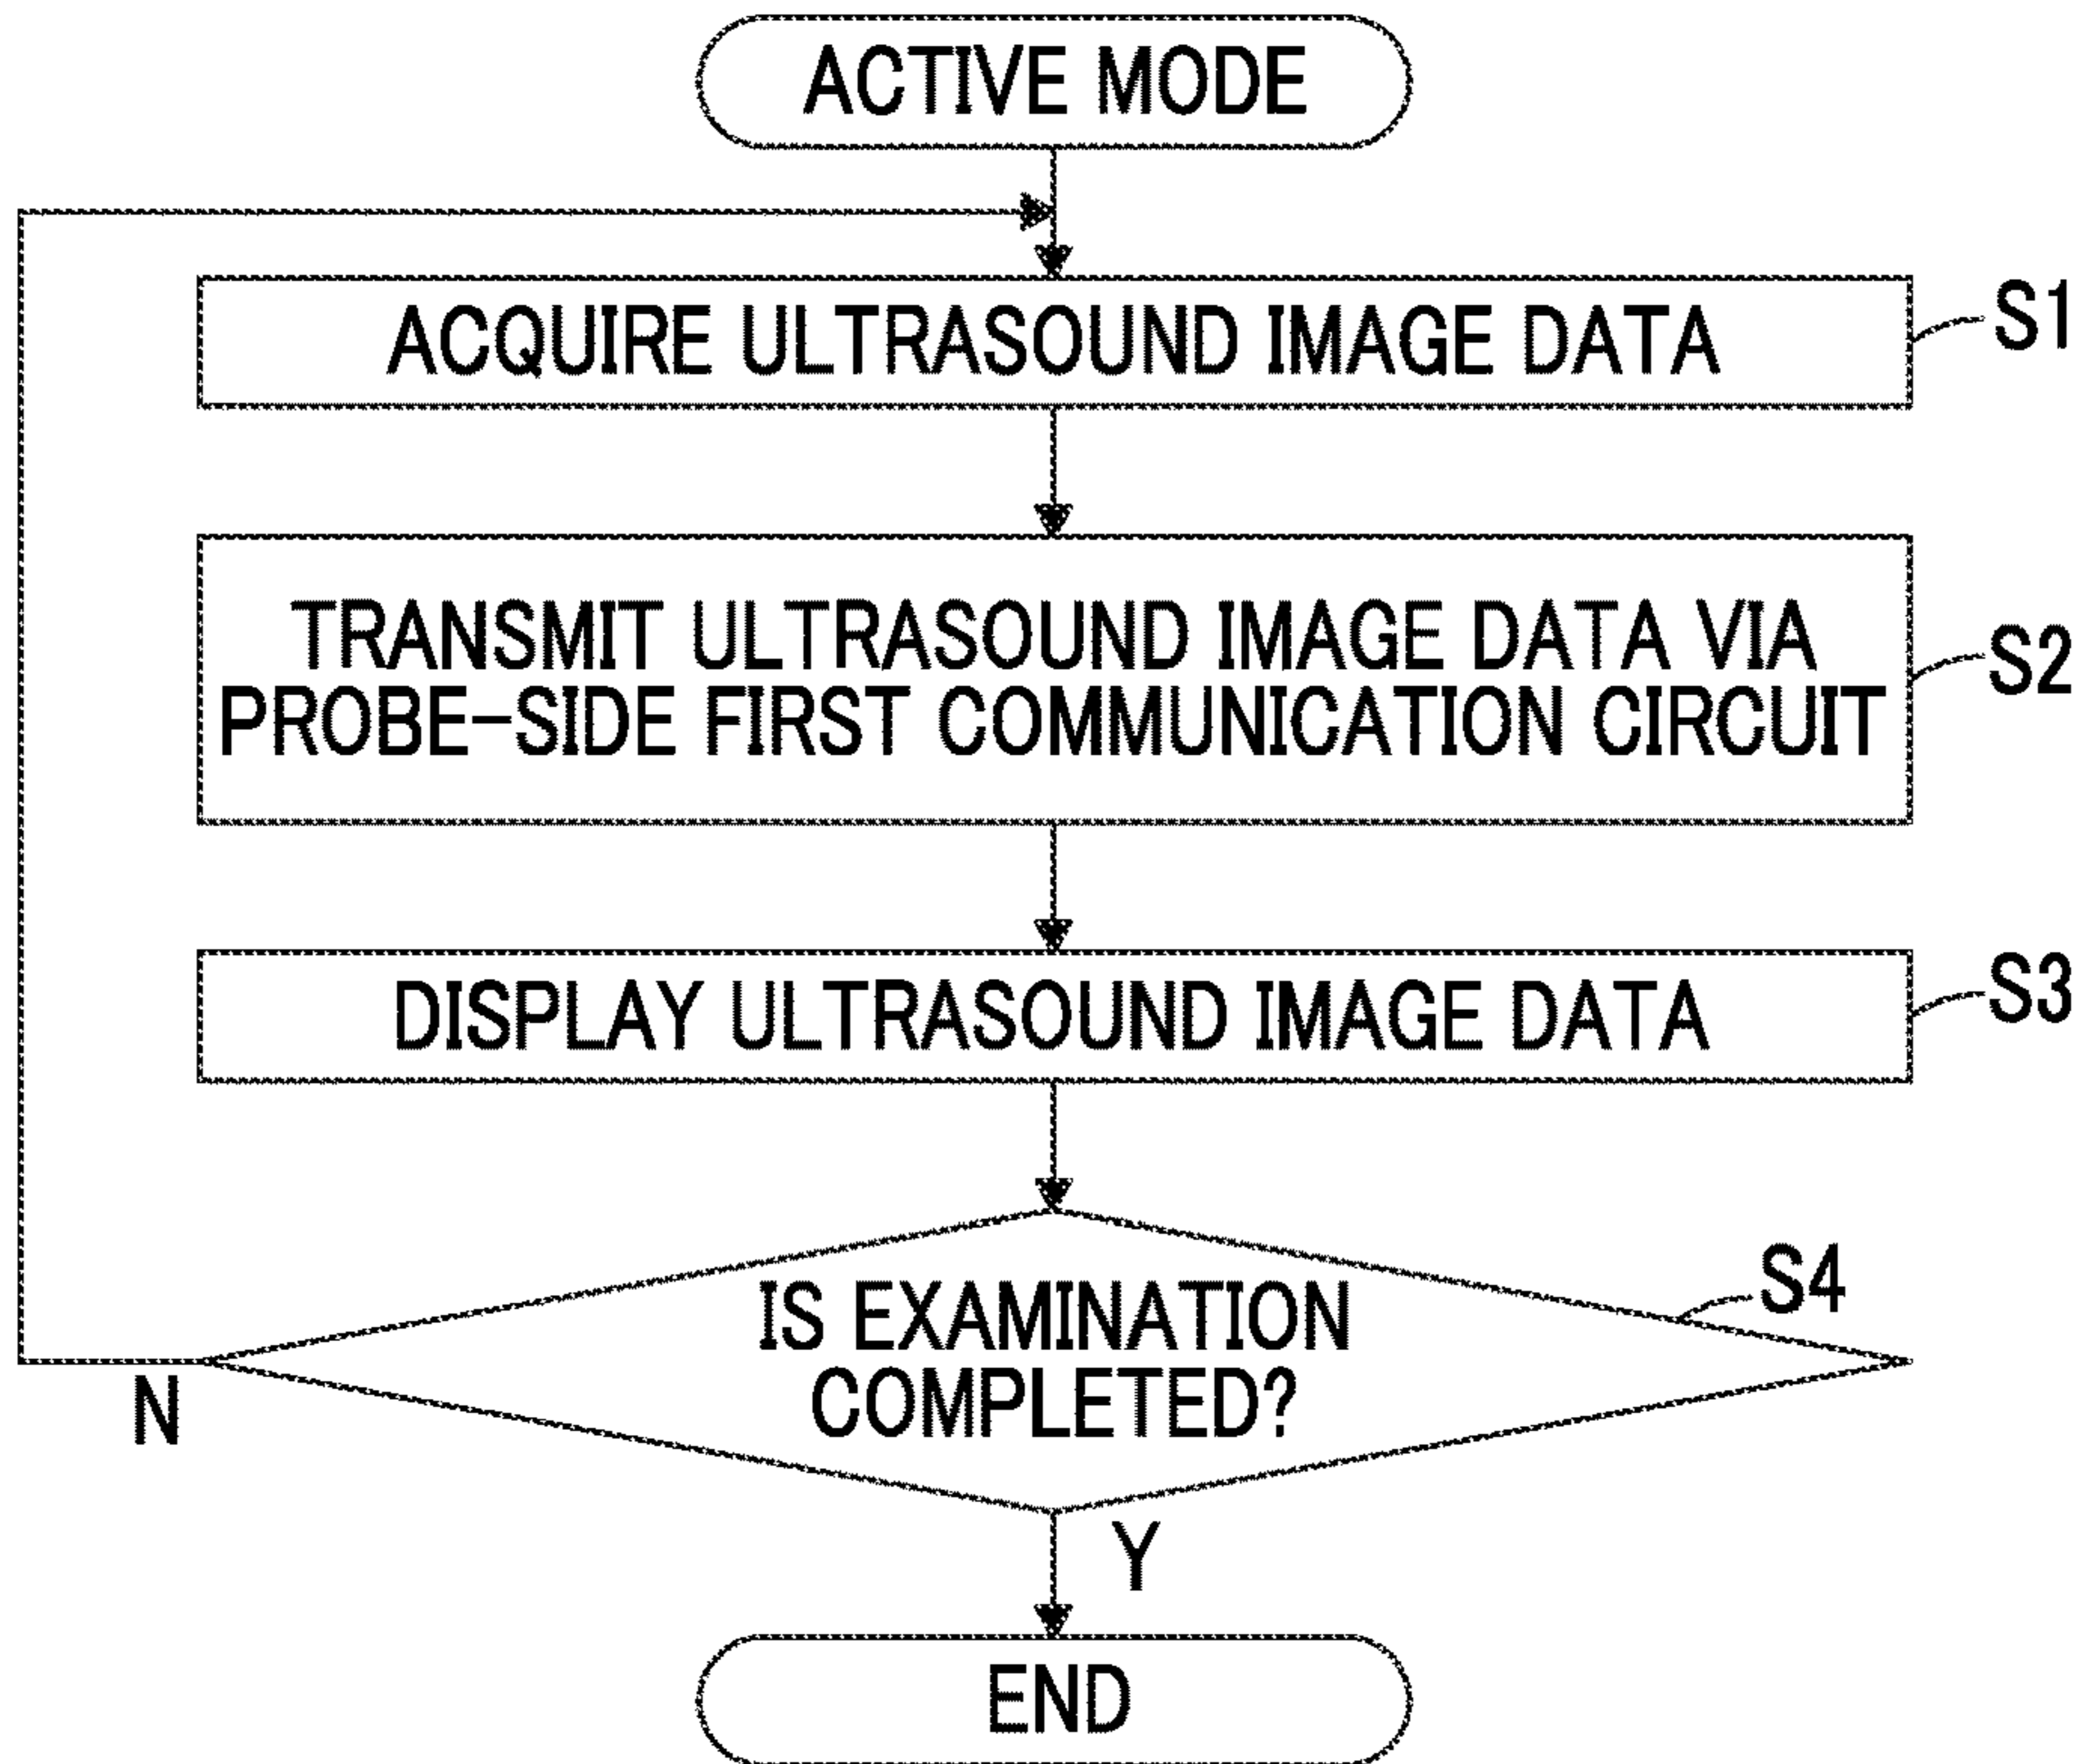 ACTIVE MODE
ACQUIRE ULTRASOUND IMAGE DATA
S1
TRANSMIT ULTRASOUND IMAGE DATA VIA
PROBE-SIDE FIRST COMMUNICATION CIRCUIT
S2
DISPLAY ULTRASOUND IMAGE DATA
S3
IS EXAMINATION
COMPLETED?
S4
N
Y
END